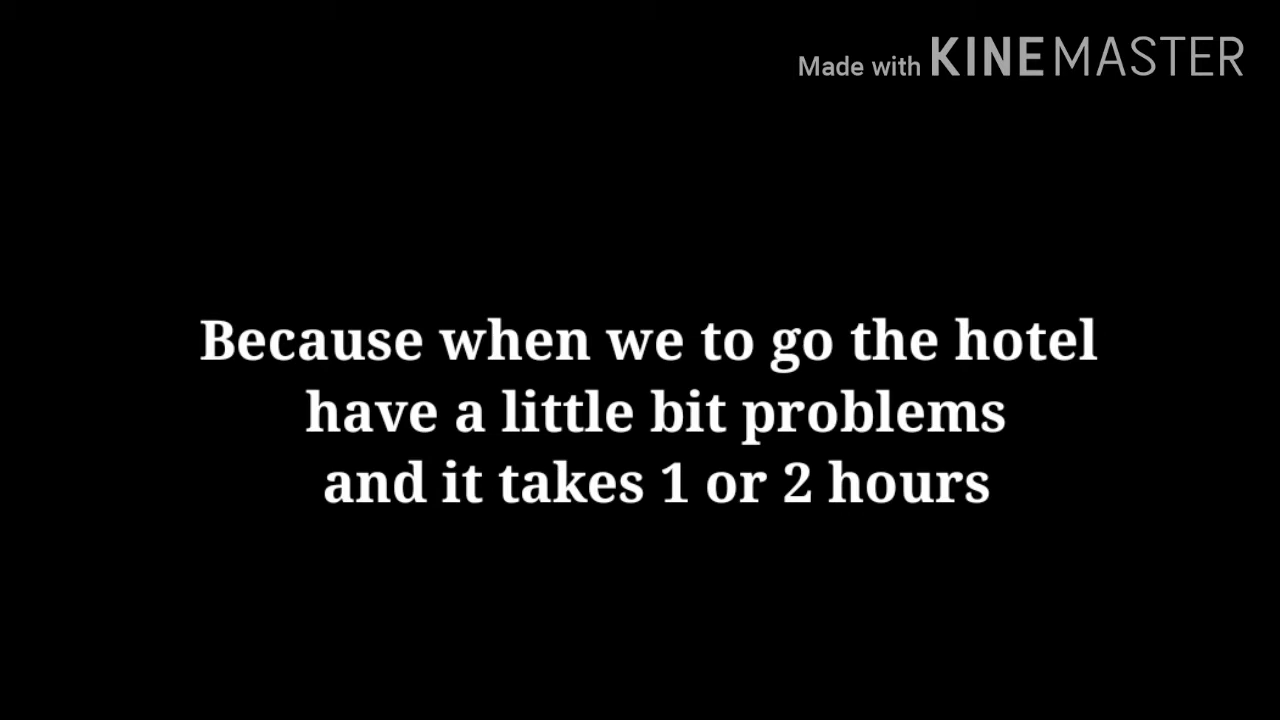 Made with KINEMASTER
Because when we to go the hotel
have a little bit problems
and it takes 1 or 2 hours